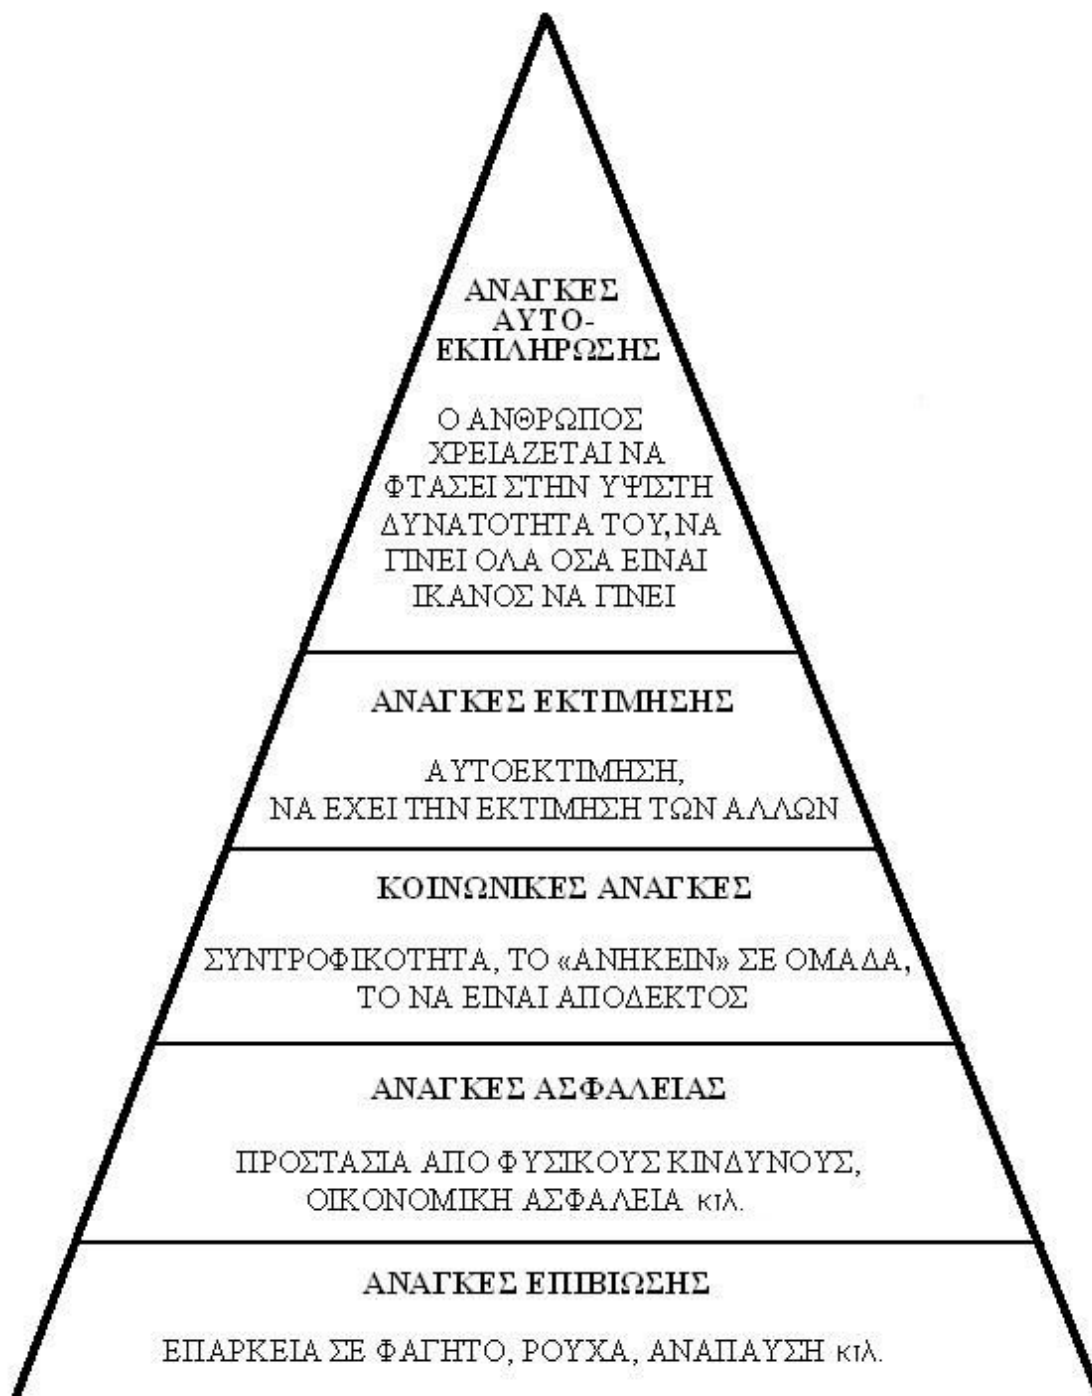 ΑΝΑΓΚΕΣ
ΑΥΤΟ-
ΕΚΠΛΗΡΩΣΗΣ
Ο ΑΝΘΡΩΠΟΣ
ΧΡΕΙΑΖΕΤΑΙ ΝΑ
ΦΤΑΣΕΙ ΣΤΗΝ ΥΨΙΣΤΗ
ΔΥΝΑΤΟΤΗΤΑ ΤΟΥ, ΝΑ
ΓΙΝΕΙ ΟΛΑ ΟΣΑ ΕΙΝΑΙ
ΙΚΑΝΟΣ ΝΑ ΓΙΝΕΙ
ΑΝΑΓΚΕΣ ΕΚΤΙΜΗΣΗΣ
ΑΥΤΟΕΚΤΙΜΗΣΗ,
ΝΑ ΕΧΕΙ ΤΗΝ ΕΚΤΙΜΗΣΗ ΤΩΝ ΑΛΛΩΝ
ΚΟΙΝΩΝΙΚΕΣ ΑΝΑΓΚΕΣ
ΣΥΝΤΡΟΦΙΚΟΤΗΤΑ, ΤΟ «ΑΝΗΚΕΙΝ» ΣΕ ΟΜΑΔΑ,
ΤΟ ΝΑ ΕΙΝΑΙ ΑΠΟΔΕΚΤΟΣ
ΑΝΑΓΚΕΣ ΑΣΦΑΛΕΙΑΣ
ΠΡΟΣΤΑΣΙΑ ΑΠΟ ΦΥΣΙΚΟΥΣ ΚΙΝΔΥΝΟΥΣ,
ΟΙΚΟΝΟΜΙΚΗ ΑΣΦΑΛΕΙΑ κτλ.
ΑΝΑΓΚΕΣ ΕΠΙΒΙΩΣΗΣ
ΕΠΑΡΚΕΙΑ ΣΕ ΦΑΓΗΤΟ, ΡΟΥΧΑ, ΑΝΑΠΑΥΣΗ κτλ.